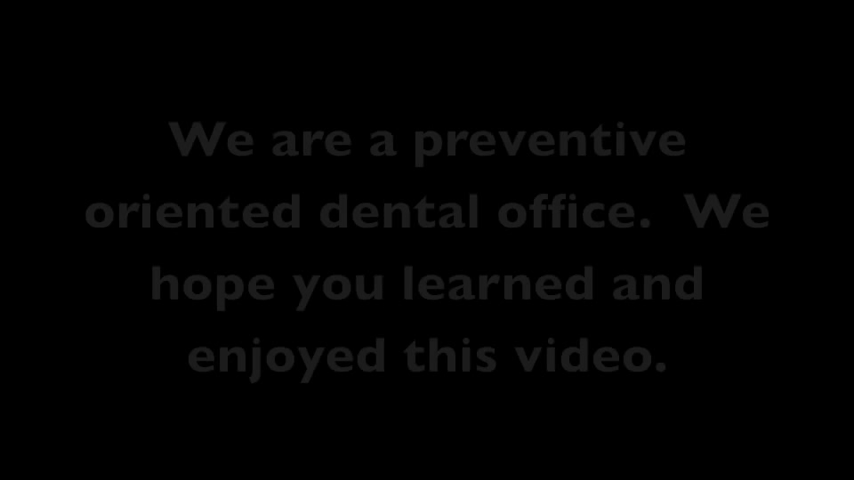 We are a preventive
oriented dental office.  We
hope you learned and
enjoyed this video.